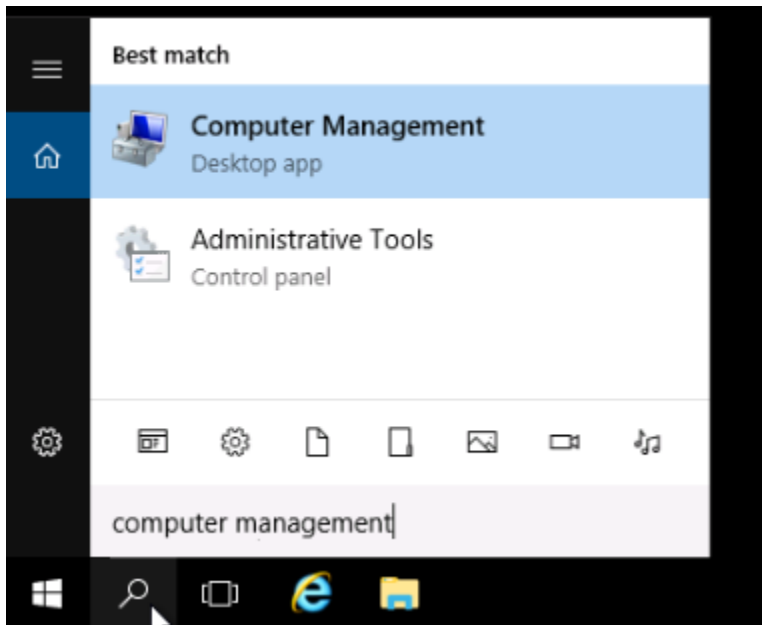 Best match
Computer Management
Desktop app
Administrative Tools
Control panel
computer management